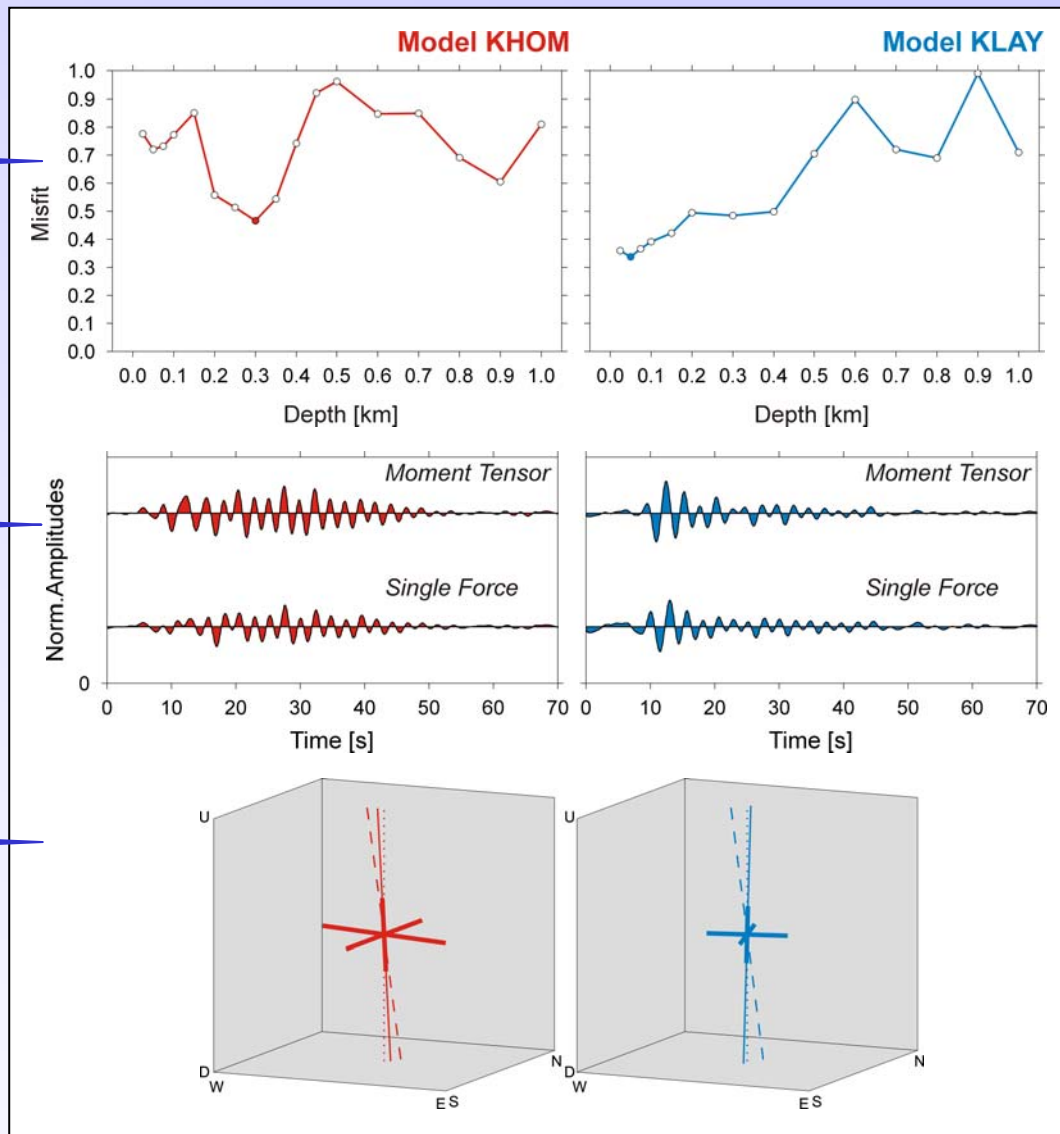 Model KHOM
Model KLAY
Misfit
1.0
0.9
0.8
0.7
0.6
0.5
0.4
0.3
0.2
0.1
0.0
0.0 0.1 0.2 0.3 0.4 0.5 0.6 0.7 0.8 0.9 1.0
Depth [km]
0.0 0.1 0.2 0.3 0.4 0.5 0.6 0.7 0.8 0.9 1.0
Depth [km]
Norm.Amplitudes
Moment Tensor
Single Force
0
0 10 20 30 40 50 60 70
Time [s]
Moment Tensor
Single Force
0 10 20 30 40 50 60 70
Time [s]
U
D
W
E S
N
U
D
W
E S
N